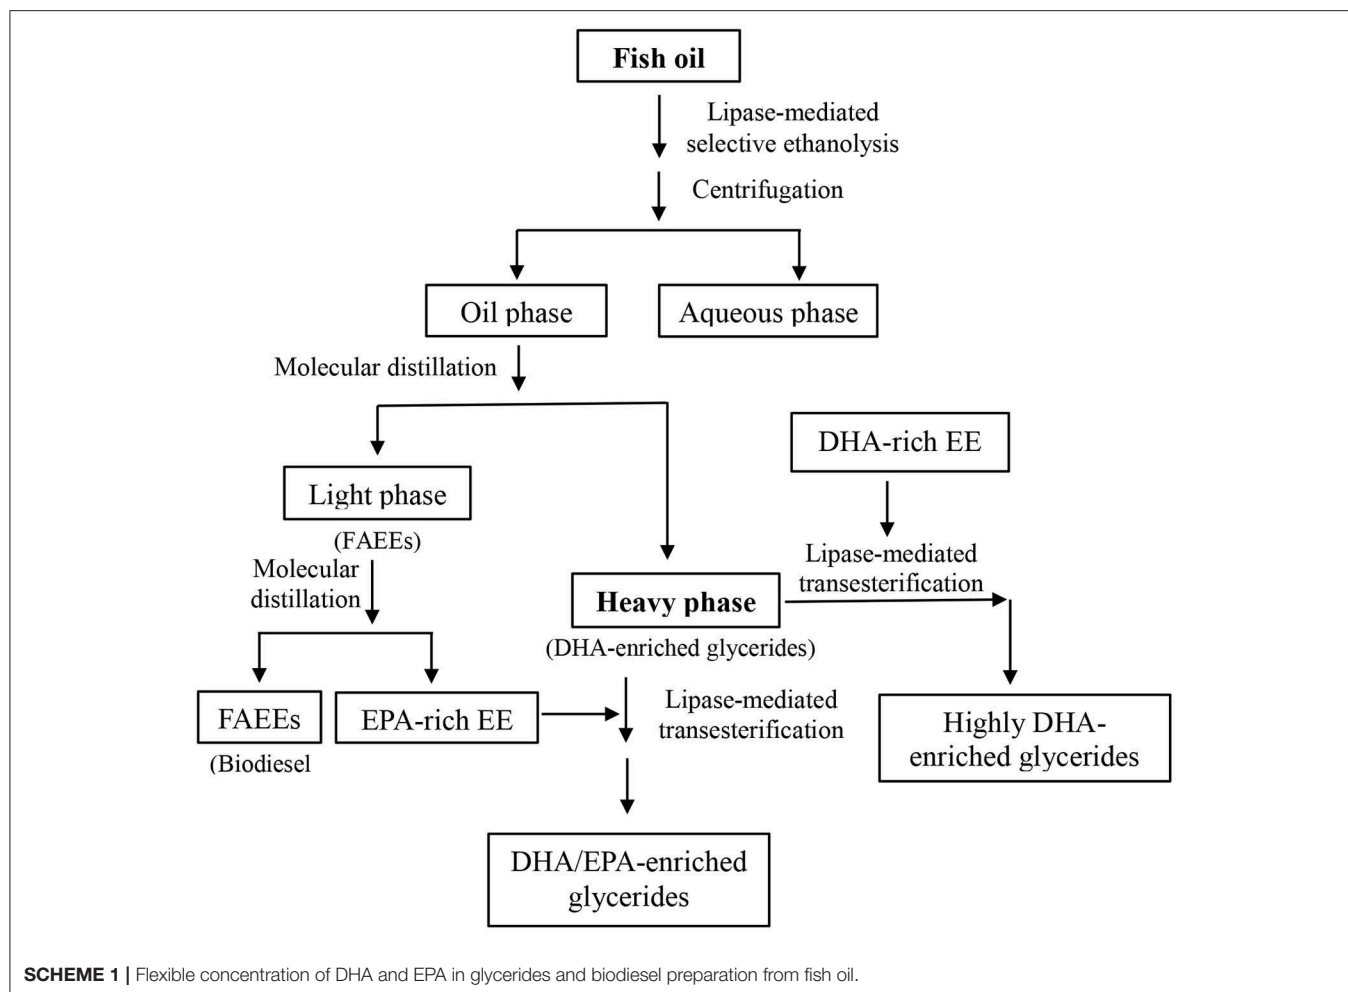 Fish oil
Lipase-mediated
selective ethanolysis
Centrifugation
Oil phase
Aqueous phase
Molecular distillation
DHA-rich EE
Light phase
(FAEEs)
Lipase-mediated
transesterification
Molecular
distillation
Heavy phase
(DHA-enriched glycerides)
FAEEs
(Biodiesel
EPA-rich EE
Lipase-mediated
transesterification
Highly DHA-
enriched glycerides
DHA/EPA-enriched
glycerides
SCHEME 1 | Flexible concentration of DHA and EPA in glycerides and biodiesel preparation from fish oil.